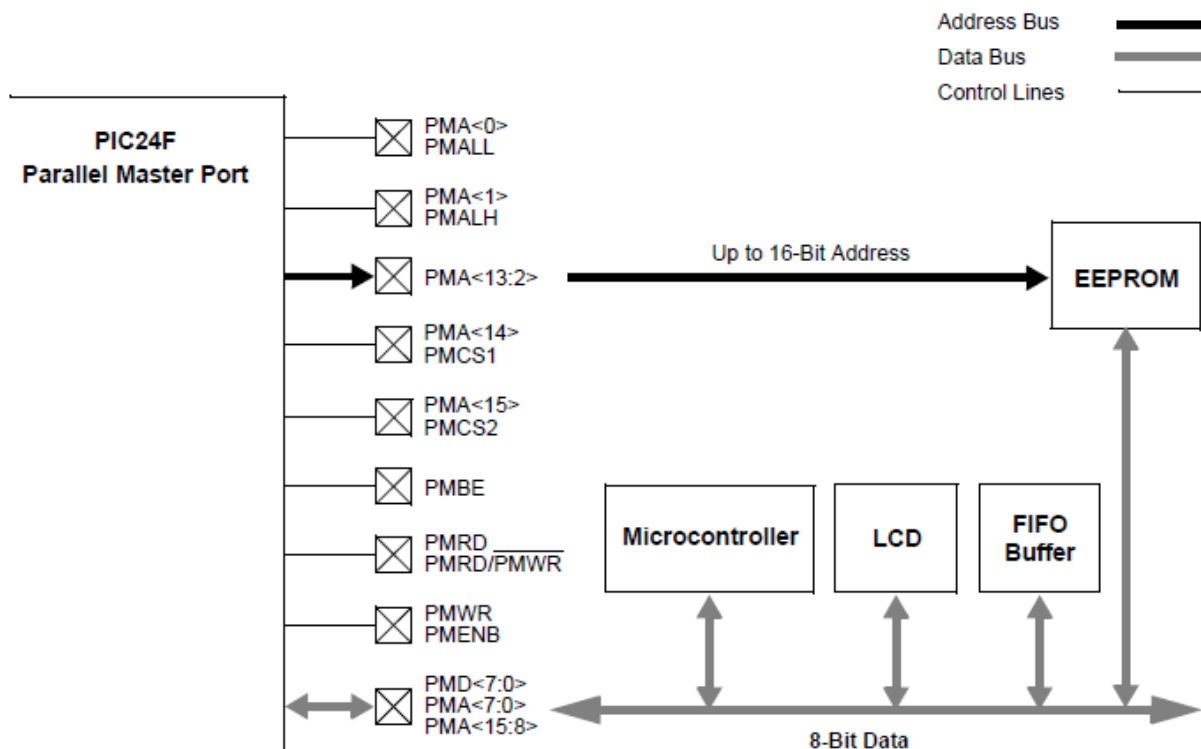 Address Bus
Data Bus
Control Lines
PIC24F
Parallel Master Port
PMA<0>
PMALL
PMA<1>
PMALH
PMA<13:2>
Up to 16-Bit Address
EEPROM
PMA<14>
PMCS1
PMA<15>
PMCS2
PMBE
Microcontroller
LCD
FIFO
Buffer
PMRD
PMRD/P̅M̅W̅R̅
PMWR
PMENB
PMD<7:0>
PMA<7:0>
PMA<15:8>
8-Bit Data